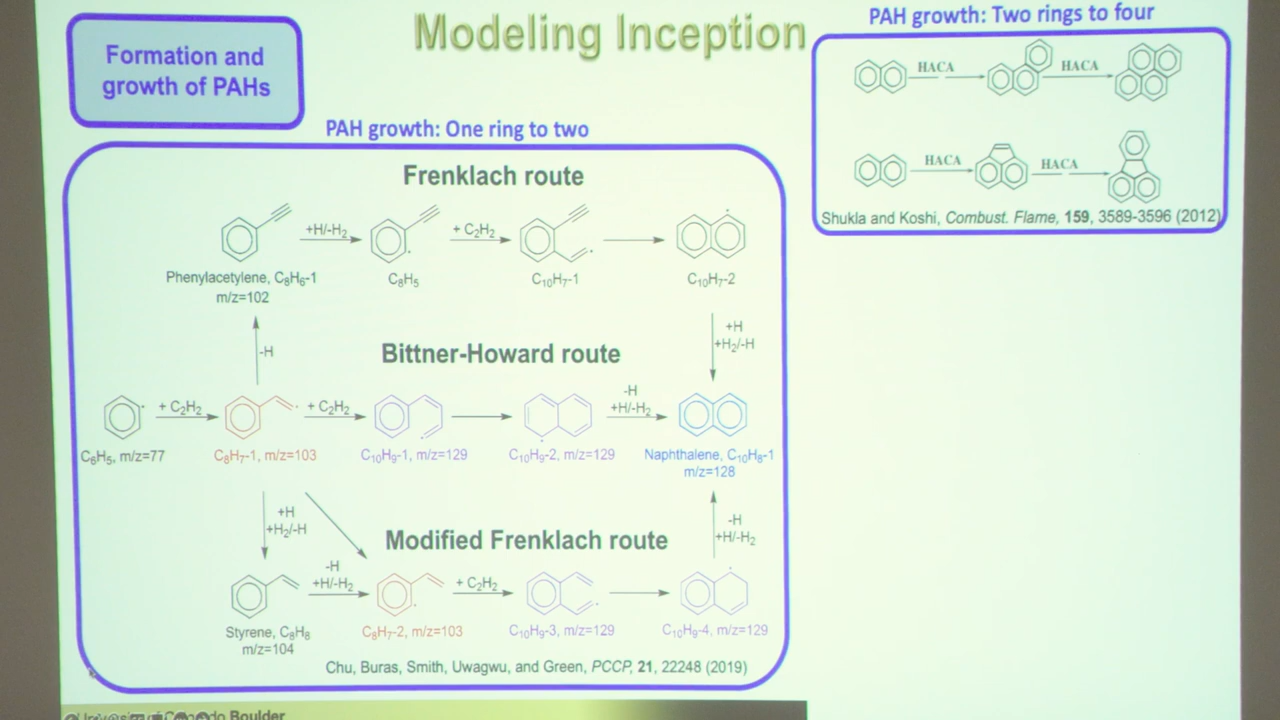 Modeling Inception
Formation and
growth of PAHs
PAH growth: One ring to two
Frenklach route
+H/-H₂
+ C₂H₂
Phenylacetylene, C₈H₆-1
m/z=102
C₈H₅
C₁₀H₇-1
C₁₀H₇-2
-H
+H
+H₂/-H
Bittner-Howard route
+ C₂H₂
+ C₂H₂
-H
+H/-H₂
C₆H₅, m/z=77
C₈H₇-1, m/z=103
C₁₀H₉-1, m/z=129
C₁₀H₉-2, m/z=129
Naphthalene, C₁₀H₈-1
m/z=128
+H
+H₂/-H
-H
+H/-H₂
Modified Frenklach route
-H
+H/-H₂
+ C₂H₂
Styrene, C₈H₈
m/z=104
C₈H₇-2, m/z=103
C₁₀H₉-3, m/z=129
C₁₀H₉-4, m/z=129
Chu, Buras, Smith, Uwagwu, and Green, PCCP, 21, 22248 (2019)
PAH growth: Two rings to four
HACA
HACA
HACA
HACA
Shukla and Koshi, Combust. Flame, 159, 3589-3596 (2012)
Boulder